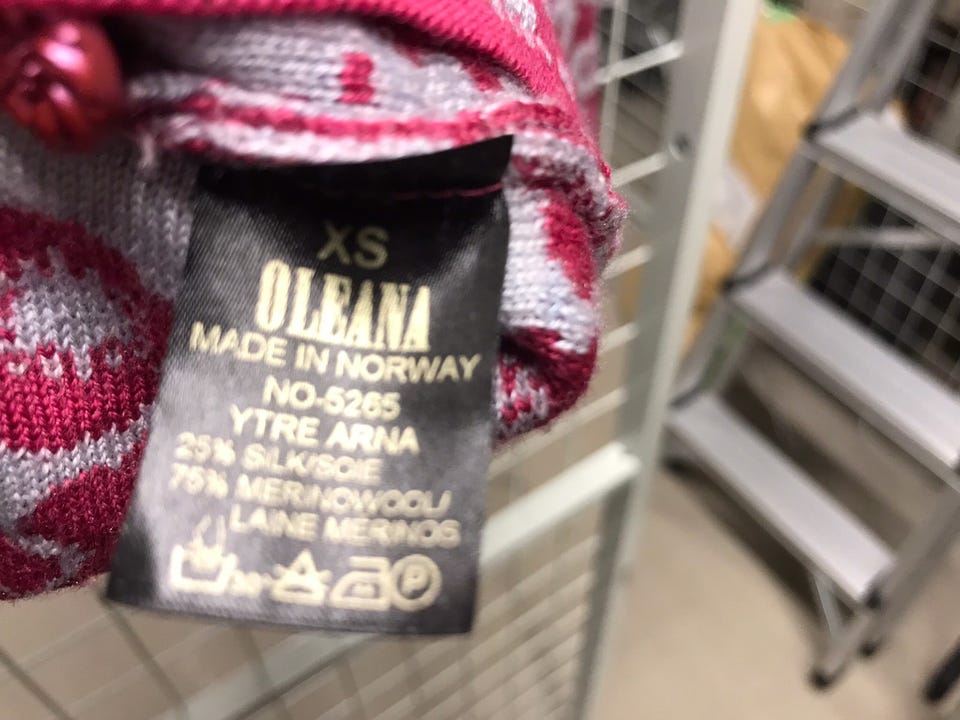 XS
OLEANA
MADE IN NORWAY
NO-5265
YTRE ARNA
25% SILK/SOIE
75% MERINOWOOL/
LAINE MERINOS
P